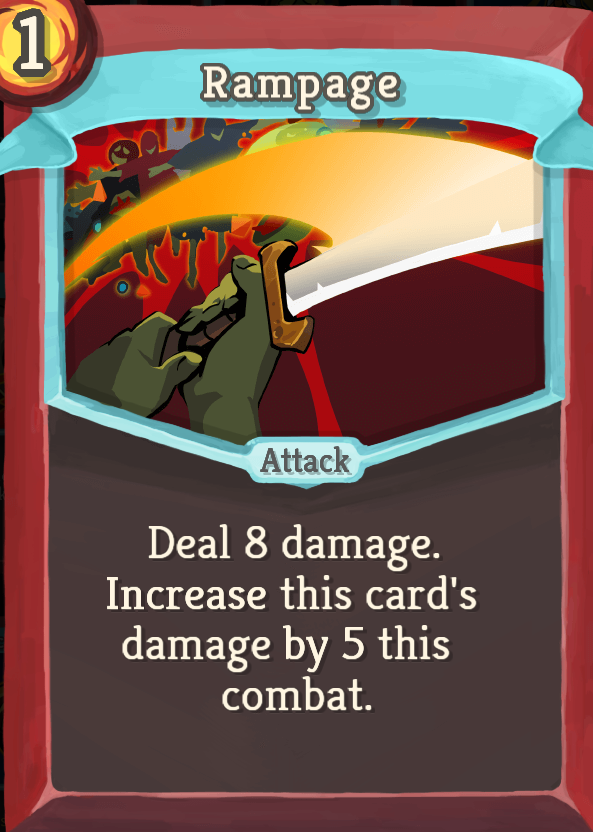 1
Rampage
Attack
Deal 8 damage.
Increase this card's
damage by 5 this
combat.